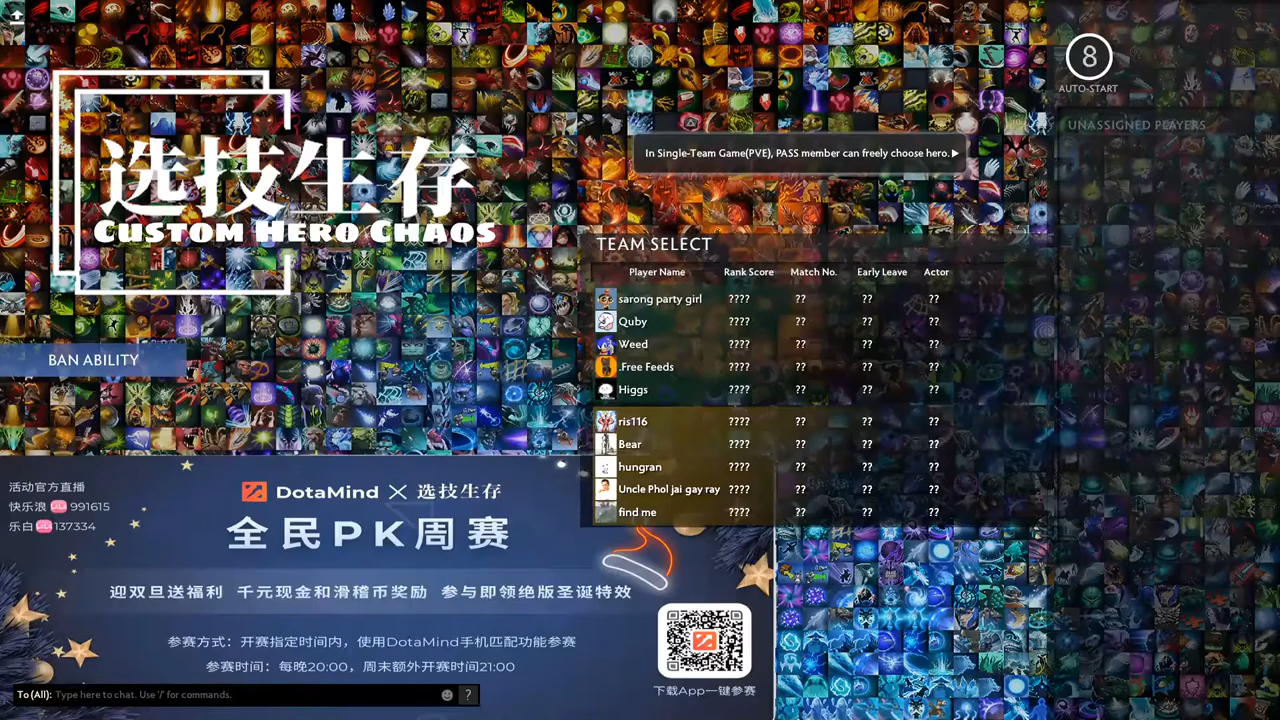 8
AUTO-START
UNASSIGNED PLAYERS
In Single-Team Game(PVE), PASS member can freely choose hero.
选技生存
CUSTOM HERO CHAOS
TEAM SELECT
Player Name Rank Score Match No. Early Leave Actor
sarong party girl ???? ?? ?? ??
Quby ???? ?? ?? ??
Weed ???? ?? ?? ??
.Free Feeds ???? ?? ?? ??
Higgs ???? ?? ?? ??
ris116 ???? ?? ?? ??
Bear ???? ?? ?? ??
hungran ???? ?? ?? ??
Uncle Phol jai gay ray ???? ?? ?? ??
find me ???? ?? ?? ??
BAN ABILITY
活动官方直播
快乐浪 991615
乐白 137334
DotaMind × 选技生存
全民PK周赛
迎双旦送福利 千元现金和滑稽币奖励 参与即领绝版圣诞特效
参赛方式：开赛指定时间内，使用DotaMind手机匹配功能参赛
参赛时间：每晚20:00，周末额外开赛时间21:00
下载App一键参赛
To (All): Type here to chat. Use '/' for commands.
?